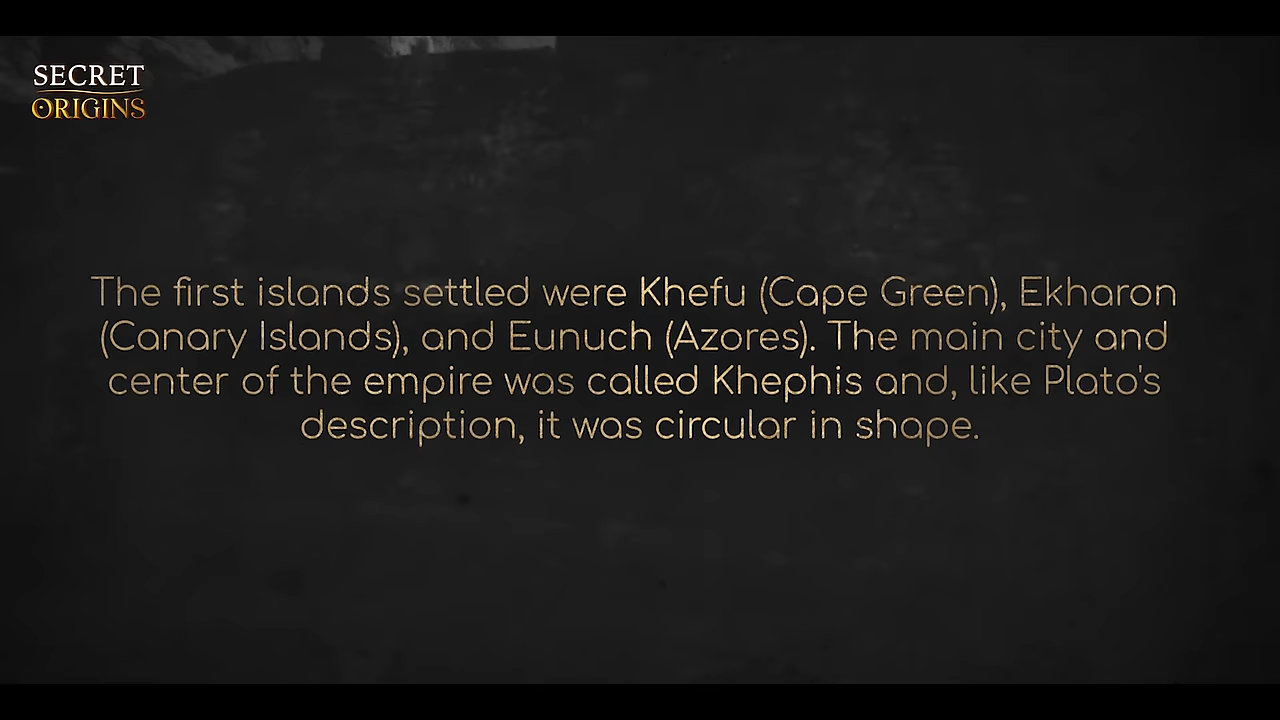 SECRET
ORIGINS
The first islands settled were Khefu (Cape Green), Ekharon
(Canary Islands), and Eunuch (Azores). The main city and
center of the empire was called Khephis and, like Plato's
description, it was circular in shape.